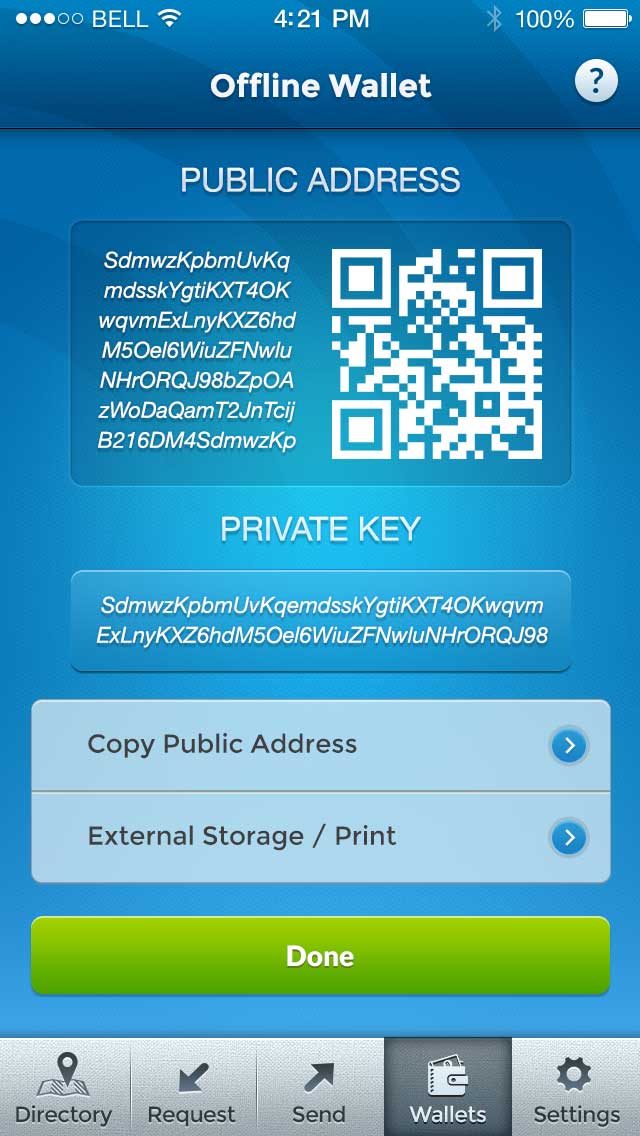 BELL 4:21 PM 100%
Offline Wallet ?
PUBLIC ADDRESS
SdmwzKpbmUvKq
mdsskYgtiKXT4OK
wqvmExLnyKXZ6hd
M5Oel6WiuZFNwlu
NHrORQJ98bZpOA
zWoDaQamT2JnTcij
B216DM4SdmwzKp
PRIVATE KEY
SdmwzKpbmUvKqemdsskYgtiKXT4OKwqvm
ExLnyKXZ6hdM5Oel6WiuZFNwluNHrORQJ98
Copy Public Address
External Storage / Print
Done
Directory Request Send Wallets Settings